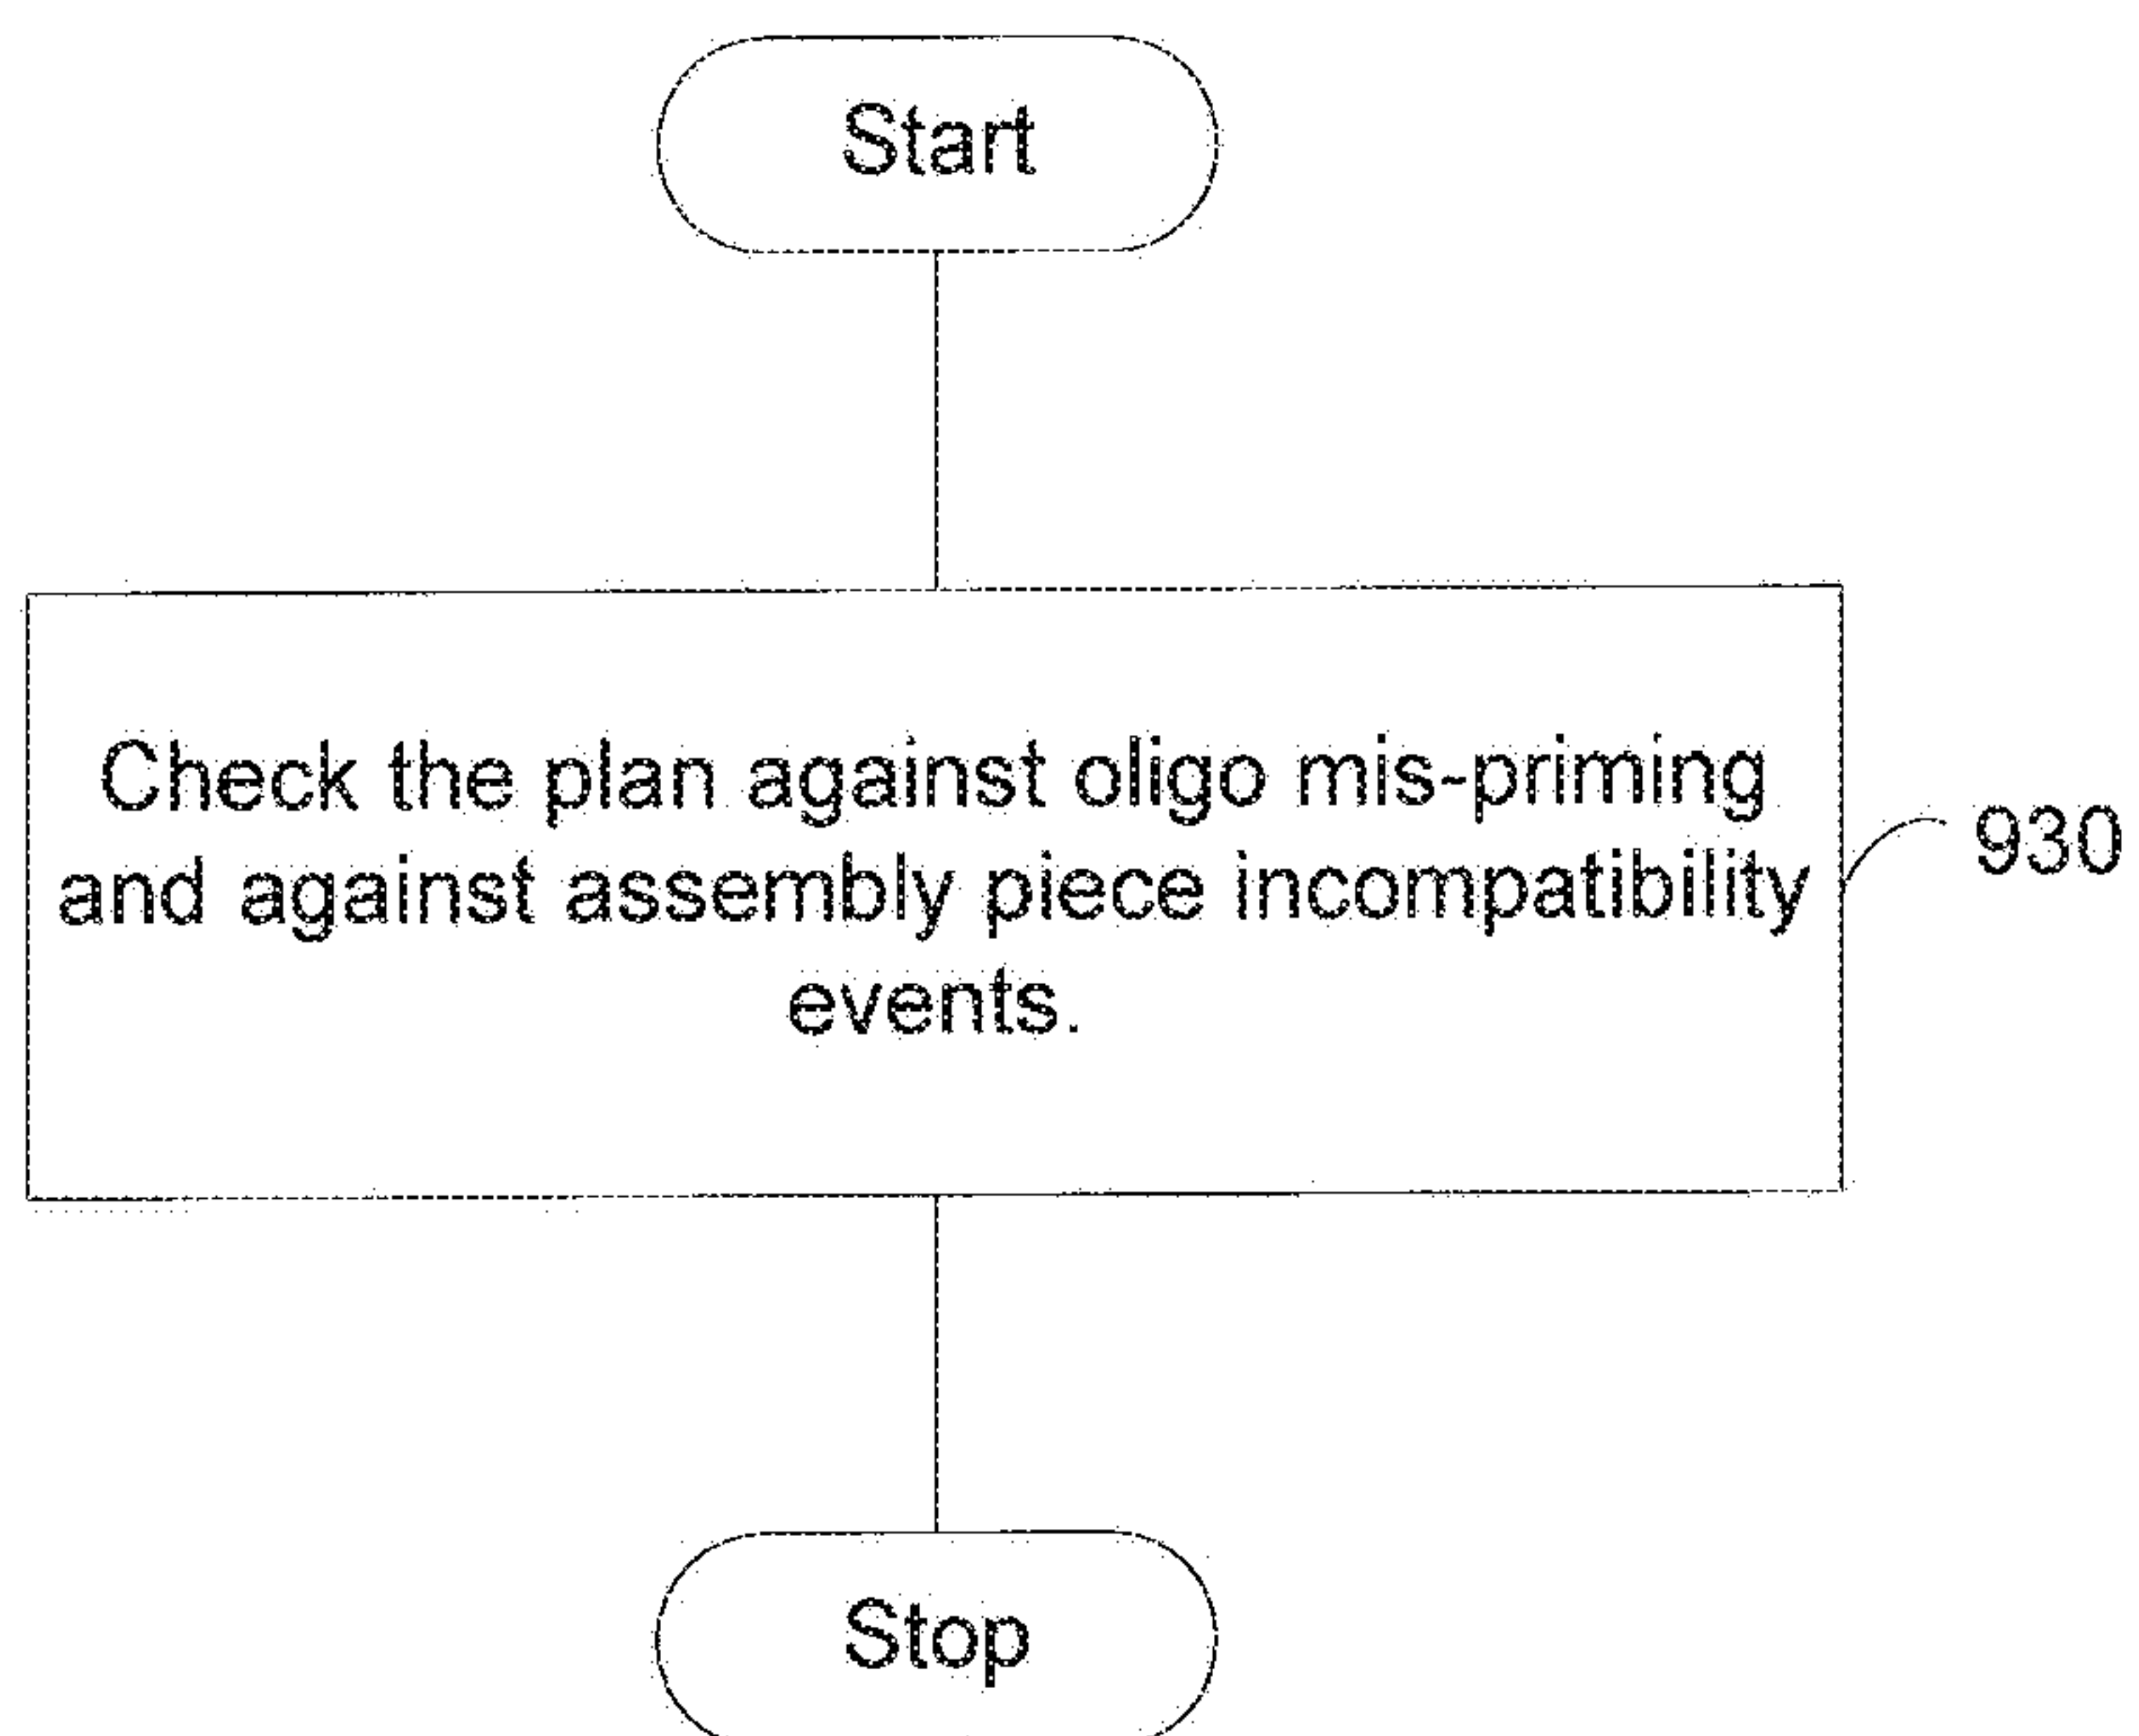 Start
Check the plan against oligo mis-priming
and against assembly piece incompatibility
events.
930
Stop